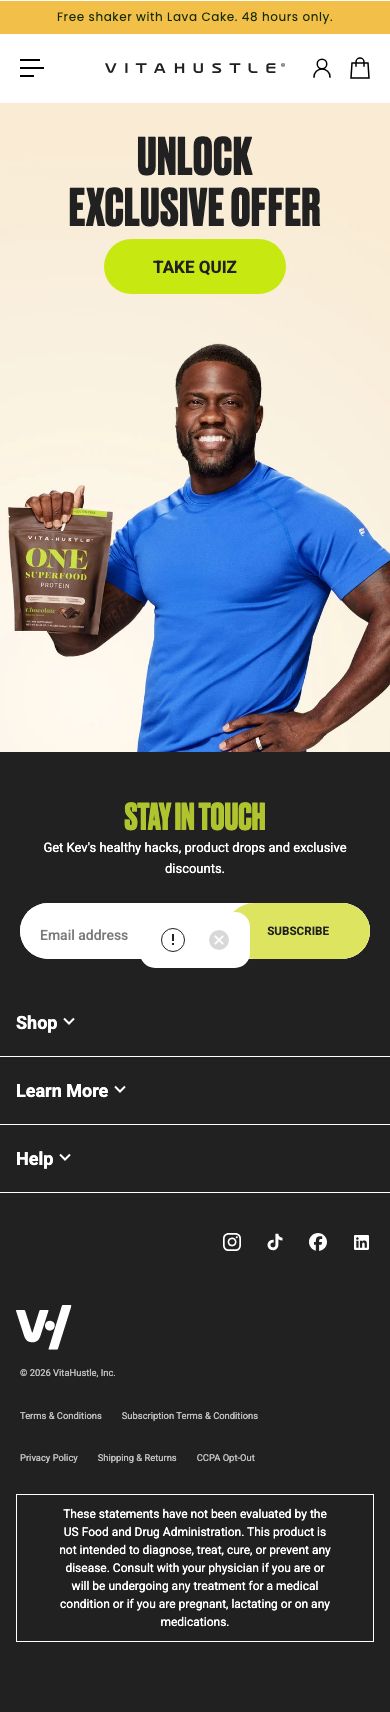 Free shaker with Lava Cake. 48 hours only.
VITAHUSTLE®
UNLOCK
EXCLUSIVE OFFER
TAKE QUIZ
VITA·HUSTLE®
ONE
SUPERFOOD
PROTEIN
Chocolate
STAY IN TOUCH
Get Kev's healthy hacks, product drops and exclusive
discounts.
Email address
SUBSCRIBE
Shop
Learn More
Help
© 2026 VitaHustle, Inc.
Terms & Conditions Subscription Terms & Conditions
Privacy Policy Shipping & Returns CCPA Opt-Out
These statements have not been evaluated by the
US Food and Drug Administration. This product is
not intended to diagnose, treat, cure, or prevent any
disease. Consult with your physician if you are or
will be undergoing any treatment for a medical
condition or if you are pregnant, lactating or on any
medications.